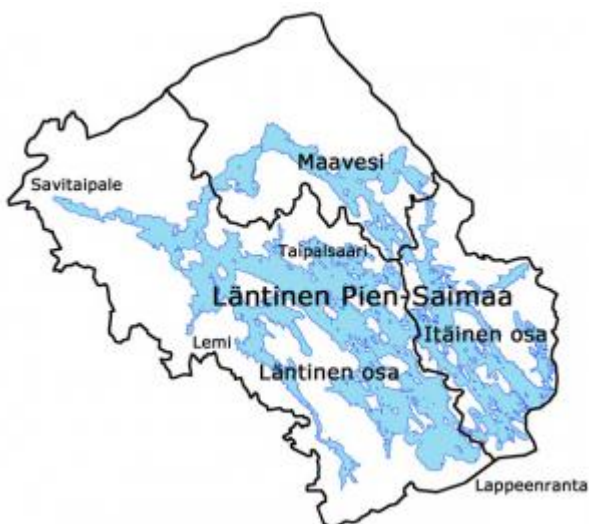 Maavesi
Savitaipale
Taipalsaari
Läntinen Pien-Saimaa
Itäinen osa
Lemi
Läntinen osa
Lappeenranta